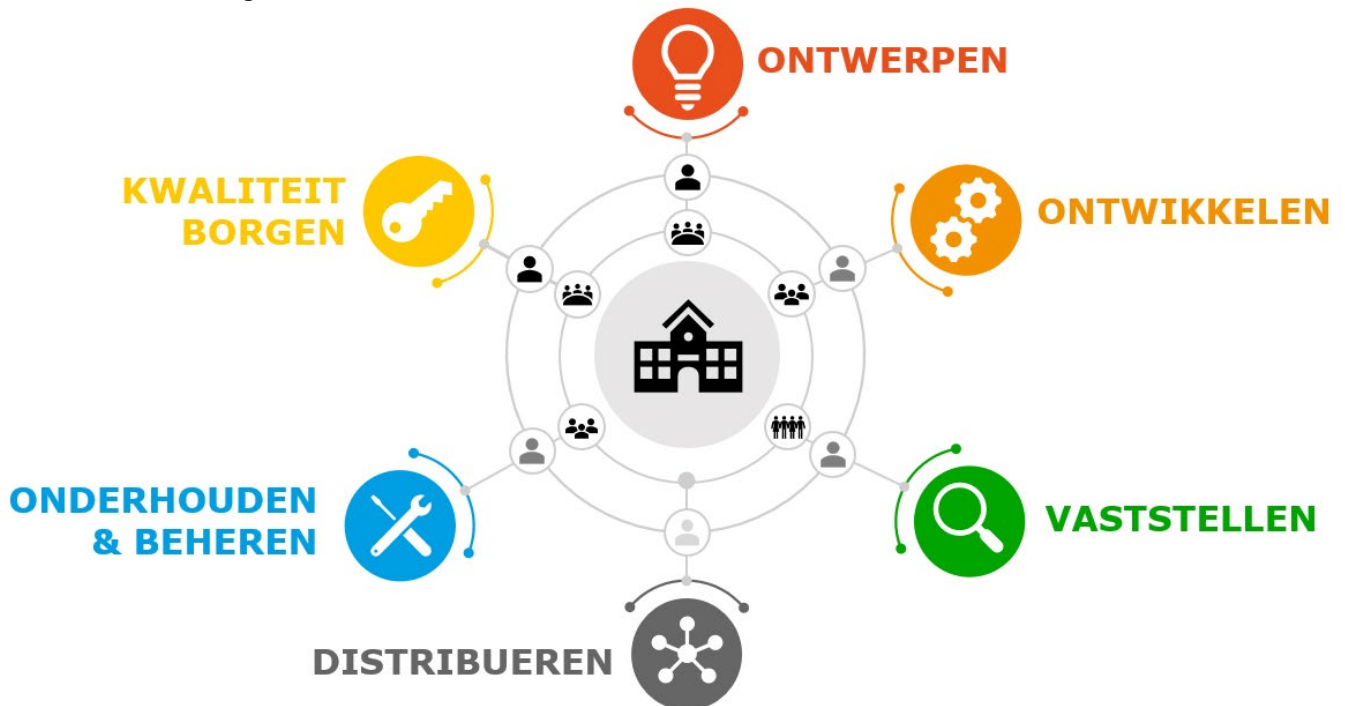 ONTWERPEN
KWALITEIT
BORGEN
ONTWIKKELEN
ONDERHOUDEN
& BEHEREN
VASTSTELLEN
DISTRIBUEREN